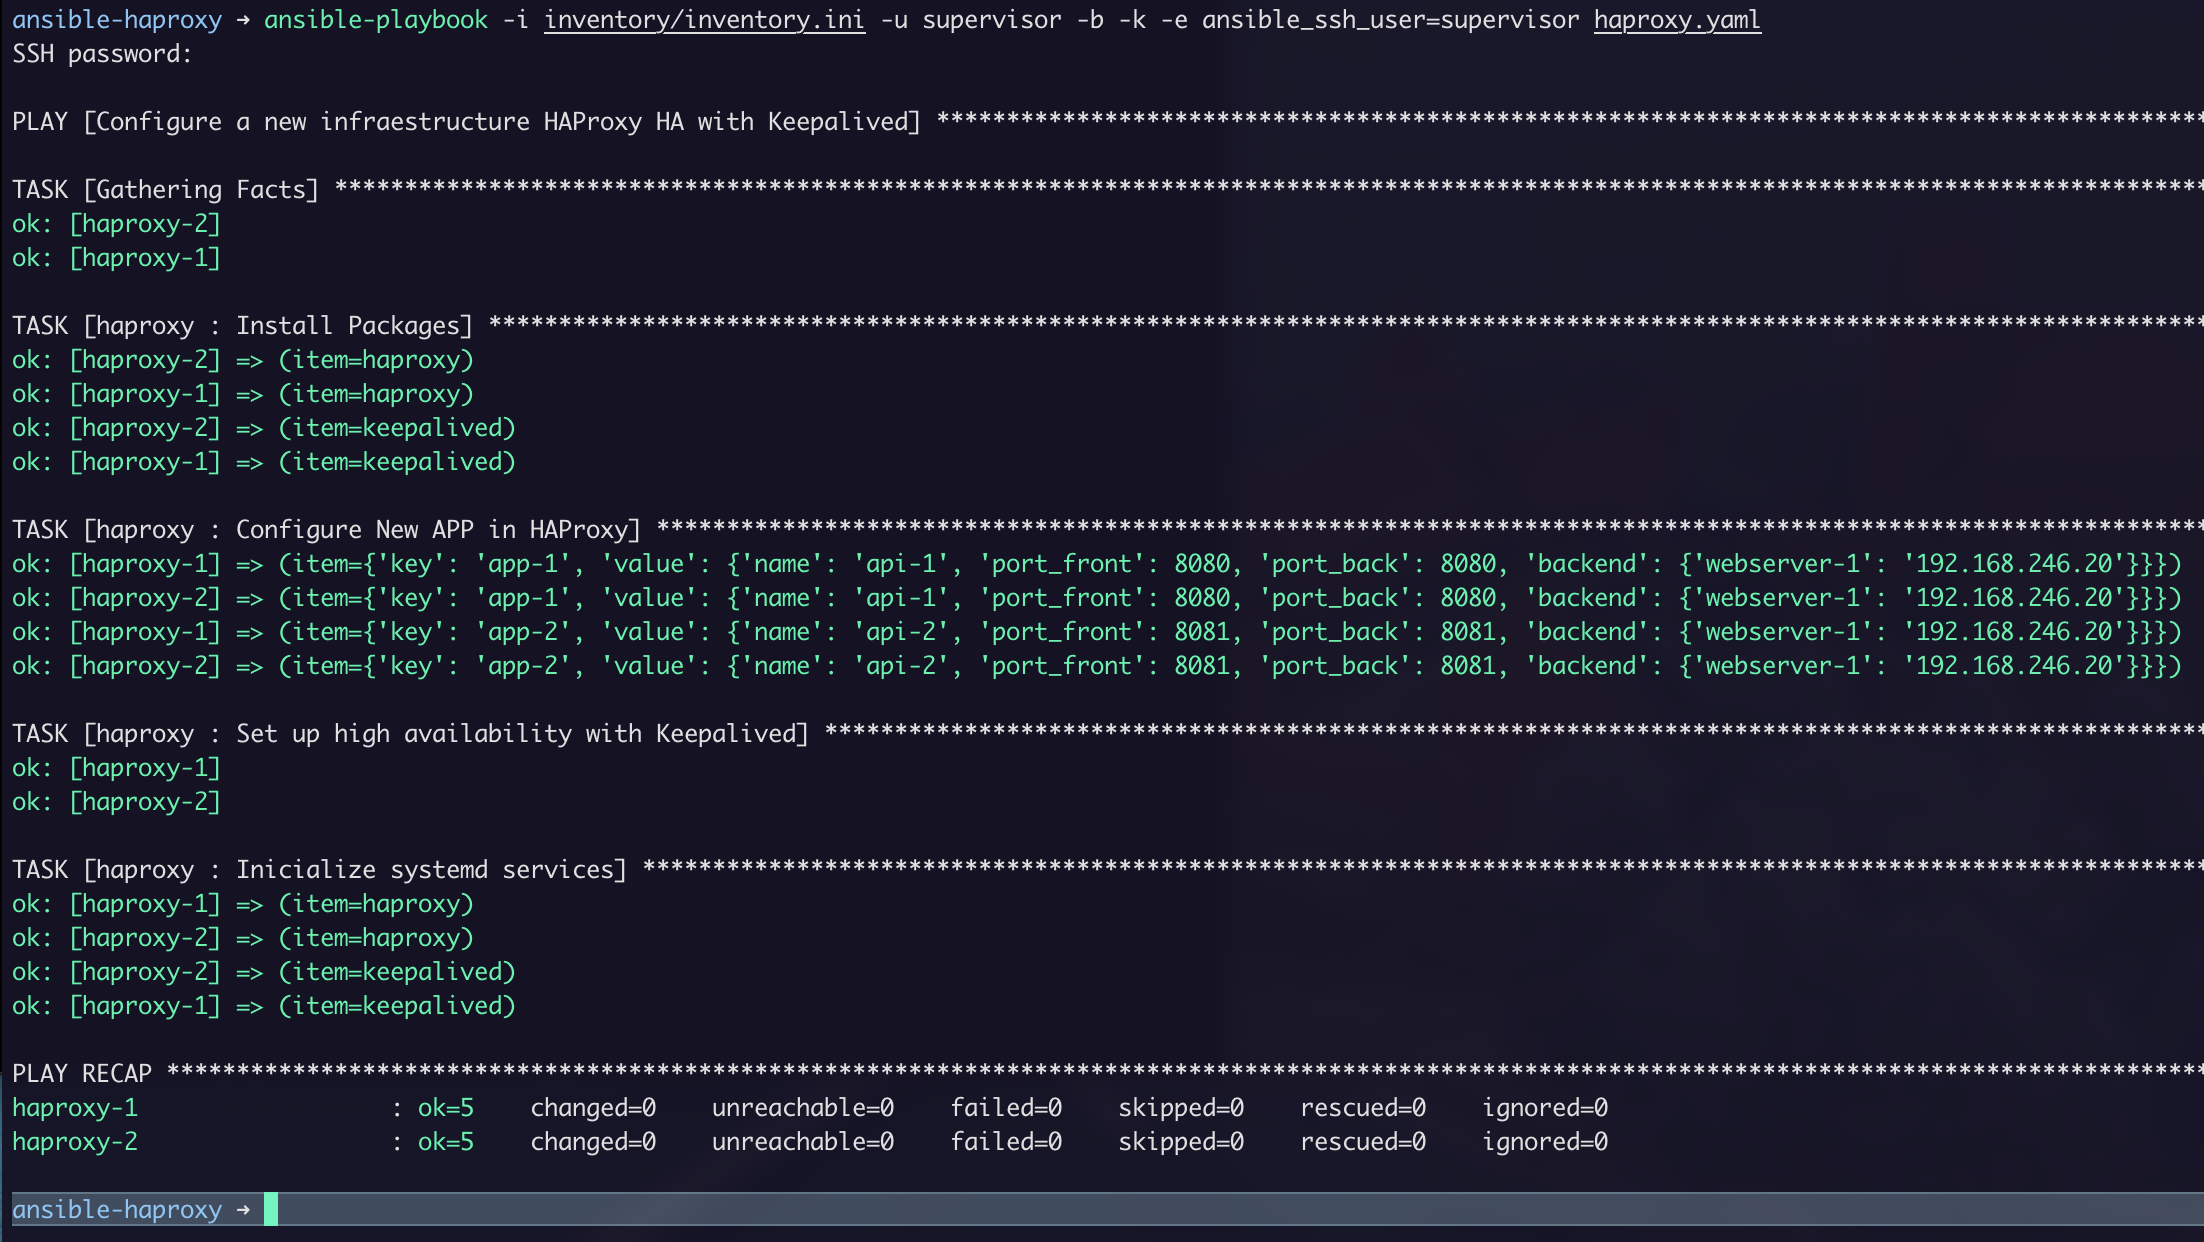 ansible-haproxy → ansible-playbook -i inventory/inventory.ini -u supervisor -b -k -e ansible_ssh_user=supervisor haproxy.yaml
SSH password:
PLAY [Configure a new infraestructure HAProxy HA with Keepalived] *******************************************************************************************
TASK [Gathering Facts] **************************************************************************************************************************************
ok: [haproxy-2]
ok: [haproxy-1]
TASK [haproxy : Install Packages] ***************************************************************************************************************************
ok: [haproxy-2] => (item=haproxy)
ok: [haproxy-1] => (item=haproxy)
ok: [haproxy-2] => (item=keepalived)
ok: [haproxy-1] => (item=keepalived)
TASK [haproxy : Configure New APP in HAProxy] ***************************************************************************************************************
ok: [haproxy-1] => (item={'key': 'app-1', 'value': {'name': 'api-1', 'port_front': 8080, 'port_back': 8080, 'backend': {'webserver-1': '192.168.246.20'}}})
ok: [haproxy-2] => (item={'key': 'app-1', 'value': {'name': 'api-1', 'port_front': 8080, 'port_back': 8080, 'backend': {'webserver-1': '192.168.246.20'}}})
ok: [haproxy-1] => (item={'key': 'app-2', 'value': {'name': 'api-2', 'port_front': 8081, 'port_back': 8081, 'backend': {'webserver-1': '192.168.246.20'}}})
ok: [haproxy-2] => (item={'key': 'app-2', 'value': {'name': 'api-2', 'port_front': 8081, 'port_back': 8081, 'backend': {'webserver-1': '192.168.246.20'}}})
TASK [haproxy : Set up high availability with Keepalived] ***************************************************************************************************
ok: [haproxy-1]
ok: [haproxy-2]
TASK [haproxy : Inicialize systemd services] ****************************************************************************************************************
ok: [haproxy-1] => (item=haproxy)
ok: [haproxy-2] => (item=haproxy)
ok: [haproxy-2] => (item=keepalived)
ok: [haproxy-1] => (item=keepalived)
PLAY RECAP **************************************************************************************************************************************************
haproxy-1                  : ok=5    changed=0    unreachable=0    failed=0    skipped=0    rescued=0    ignored=0
haproxy-2                  : ok=5    changed=0    unreachable=0    failed=0    skipped=0    rescued=0    ignored=0
ansible-haproxy →